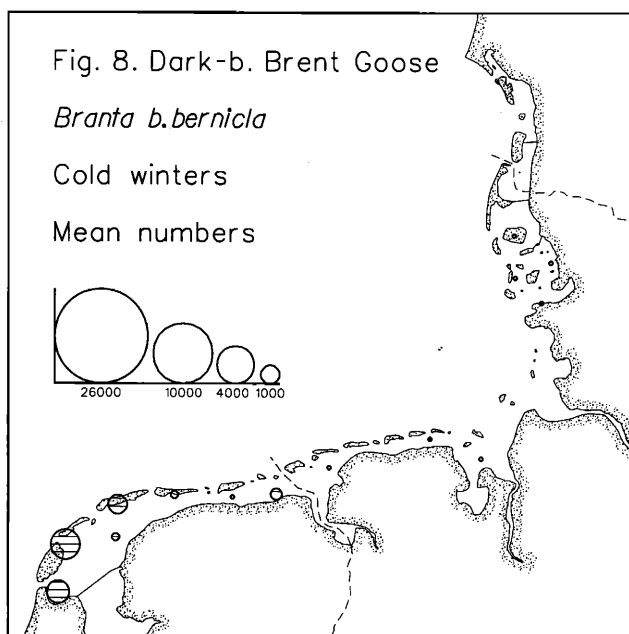 Fig. 8. Dark-b. Brent Goose
Branta b.bernicla
Cold winters
Mean numbers
26000 10000 4000 1000